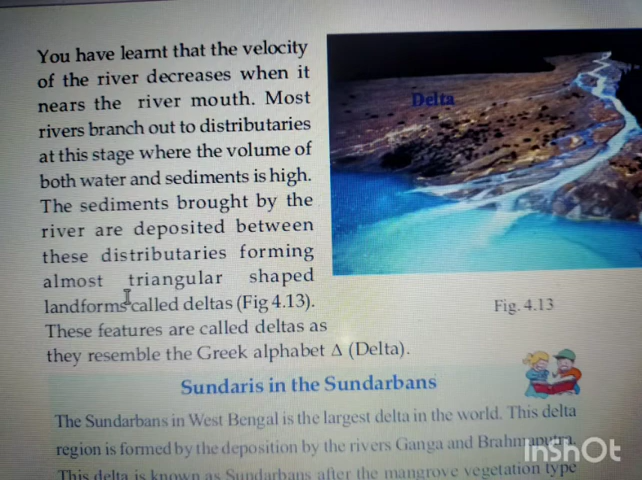 You have learnt that the velocity
of the river decreases when it
nears the river mouth. Most
rivers branch out to distributaries
at this stage where the volume of
both water and sediments is high.
The sediments brought by the
river are deposited between
these distributaries forming
almost triangular shaped
landforms called deltas (Fig 4.13).
These features are called deltas as
they resemble the Greek alphabet Δ (Delta).
Delta
Fig. 4.13
Sundaris in the Sundarbans
The Sundarbans in West Bengal is the largest delta in the world. This delta
region is formed by the deposition by the rivers Ganga and Brahmaputra.
This delta is known as Sundarbans after the mangrove vegetation type
InShOt